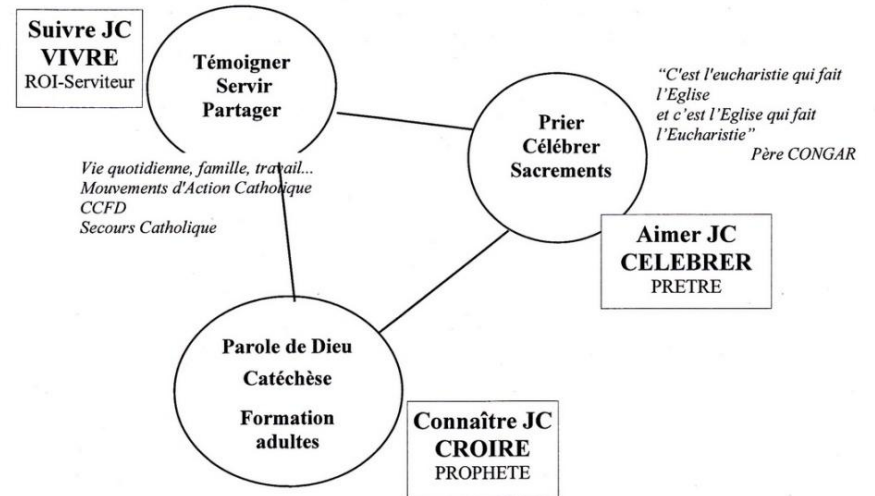 Suivre JC
VIVRE
ROI-Serviteur
Témoigner
Servir
Partager
Vie quotidienne, famille, travail...
Mouvements d'Action Catholique
CCFD
Secours Catholique
Prier
Célébrer
Sacrements
“C'est l'eucharistie qui fait
l’Eglise
et c’est l’Eglise qui fait
l’Eucharistie”
Père CONGAR
Aimer JC
CELEBRER
PRETRE
Parole de Dieu
Catéchèse
Formation
adultes
Connaître JC
CROIRE
PROPHETE